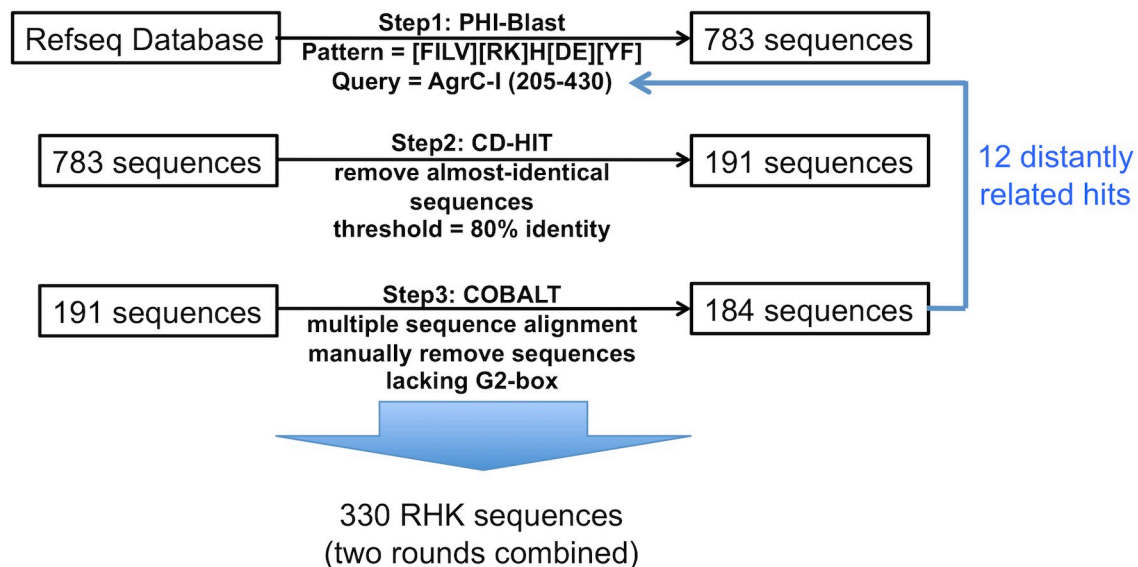 Refseq Database
Step1: PHI-Blast
Pattern = [FILV][RK]H[DE][YF]
Query = AgrC-I (205-430)
783 sequences
783 sequences
Step2: CD-HIT
remove almost-identical
sequences
threshold = 80% identity
191 sequences
12 distantly
related hits
191 sequences
Step3: COBALT
multiple sequence alignment
manually remove sequences
lacking G2-box
184 sequences
330 RHK sequences
(two rounds combined)